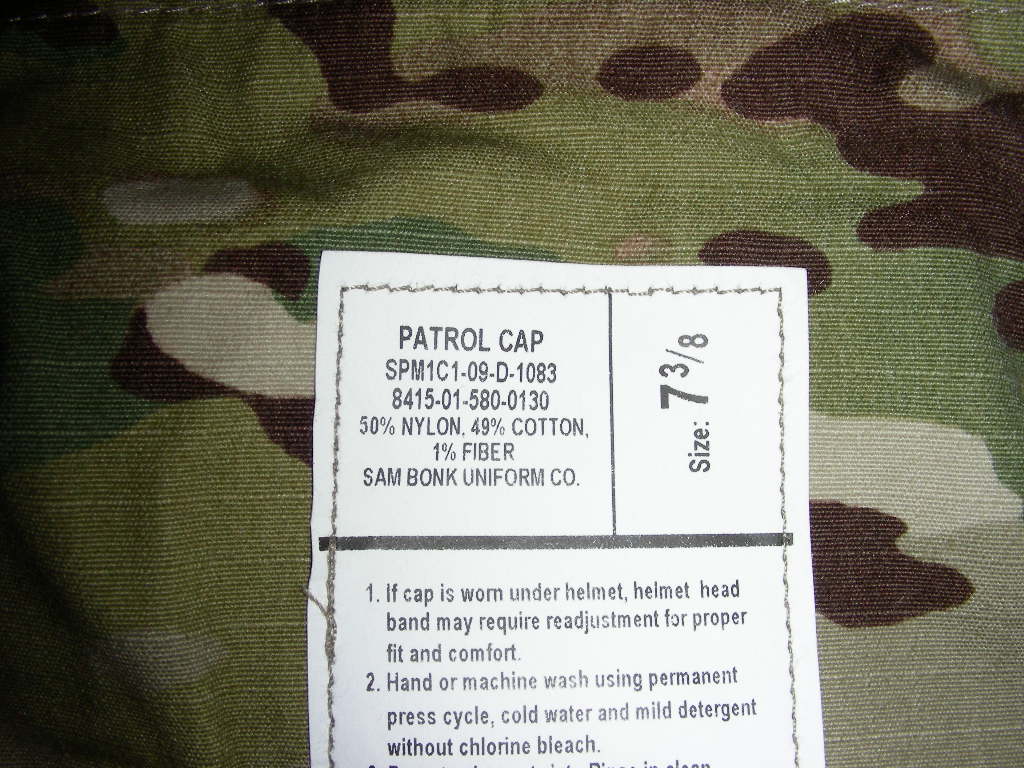 PATROL CAP
SPM1C1-09-D-1083
8415-01-580-0130
50% NYLON, 49% COTTON,
1% FIBER
SAM BONK UNIFORM CO.
Size: 7 3/8
1. If cap is worn under helmet, helmet head
band may require readjustment for proper
fit and comfort.
2. Hand or machine wash using permanent
press cycle, cold water and mild detergent
without chlorine bleach.